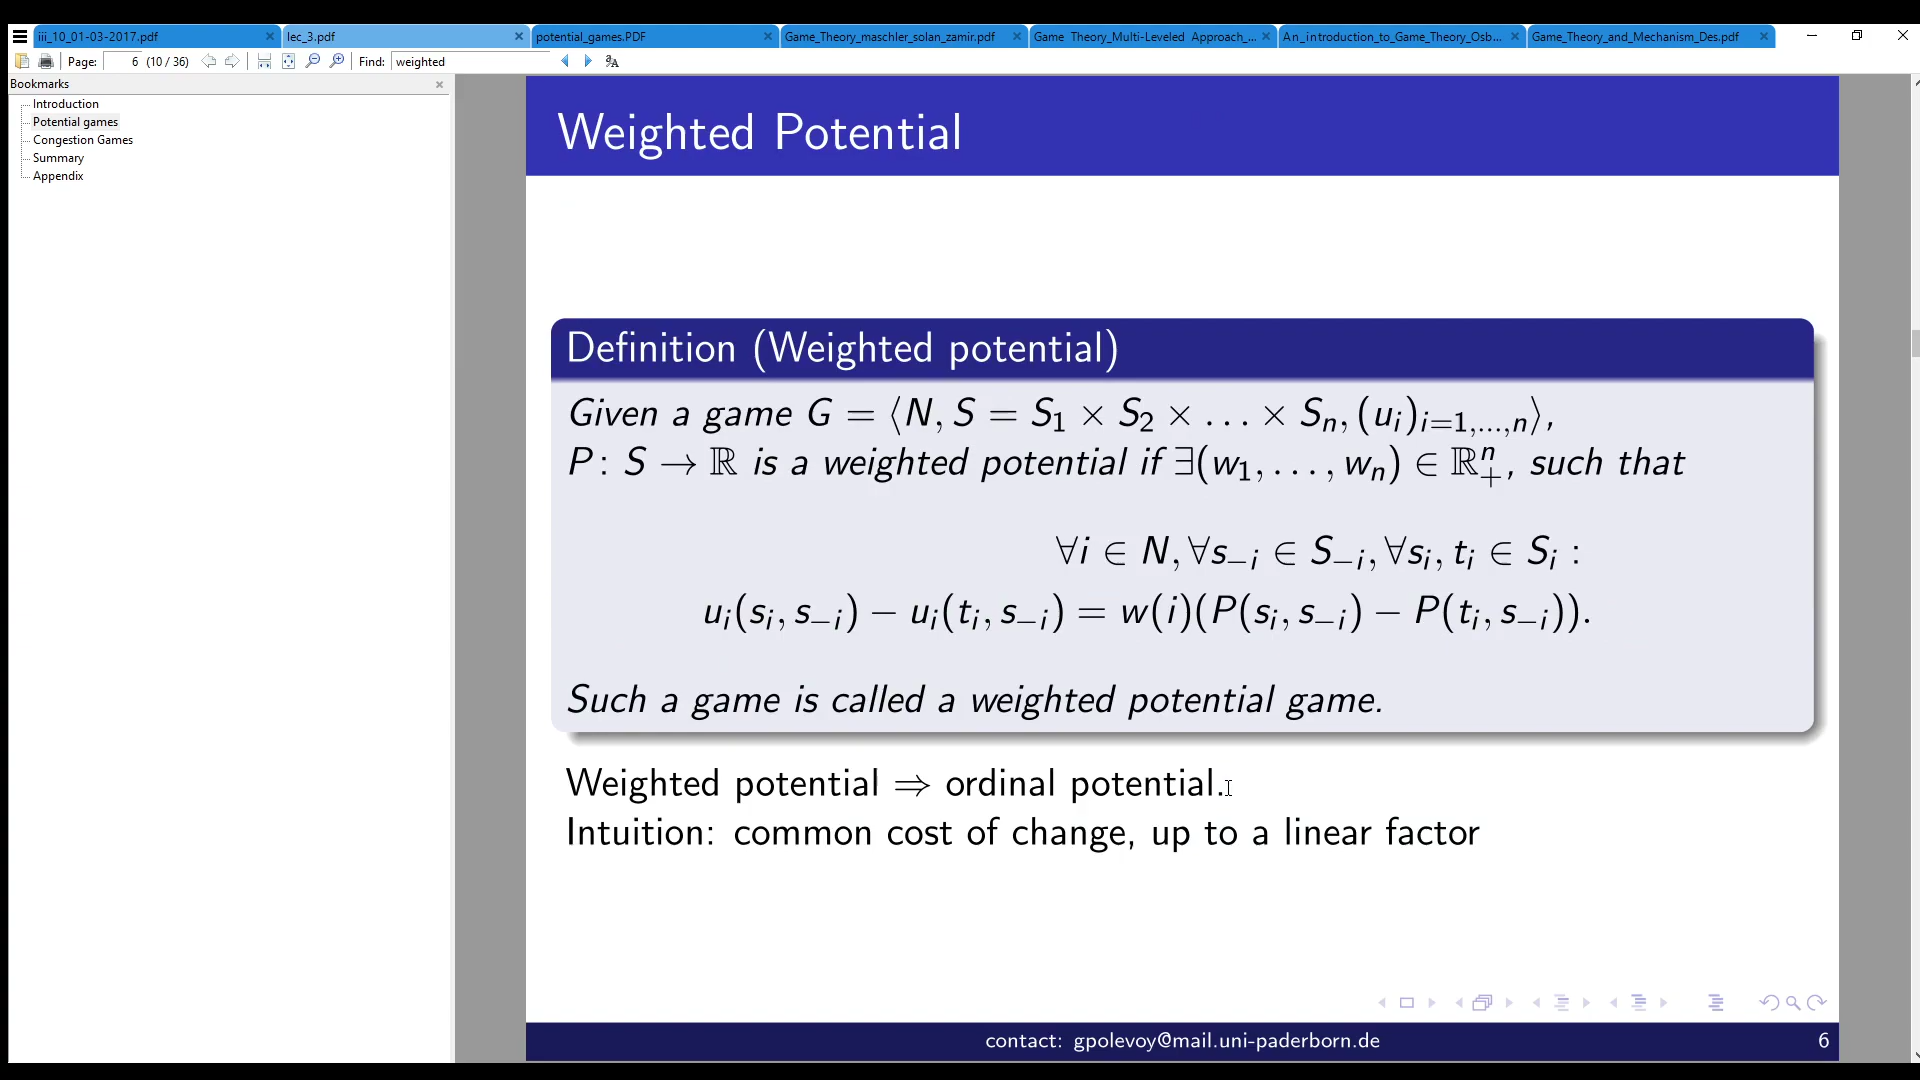 iii_10_01-03-2017.pdf
lec_3.pdf
potential_games.PDF
Game_Theory_maschler_solan_zamir.pdf
Game Theory_Multi-Leveled Approach_...
An_introduction_to_Game_Theory_Osb...
Game_Theory_and_Mechanism_Des.pdf
Page: 6 (10 / 36) Find: weighted
Bookmarks
Introduction
Potential games
Congestion Games
Summary
Appendix
Weighted Potential
Definition (Weighted potential)
Given a game G = ⟨N, S = S₁ × S₂ × . . . × Sₙ, (uᵢ)ᵢ₌₁,...,ₙ⟩,
P : S → ℝ is a weighted potential if ∃(w₁, . . . , wₙ) ∈ ℝ₊ⁿ, such that
∀i ∈ N, ∀s₋ᵢ ∈ S₋ᵢ, ∀sᵢ, tᵢ ∈ Sᵢ :
uᵢ(sᵢ, s₋ᵢ) − uᵢ(tᵢ, s₋ᵢ) = w(i)(P(sᵢ, s₋ᵢ) − P(tᵢ, s₋ᵢ)).
Such a game is called a weighted potential game.
Weighted potential ⇒ ordinal potential.
Intuition: common cost of change, up to a linear factor
contact: gpolevoy@mail.uni-paderborn.de 6